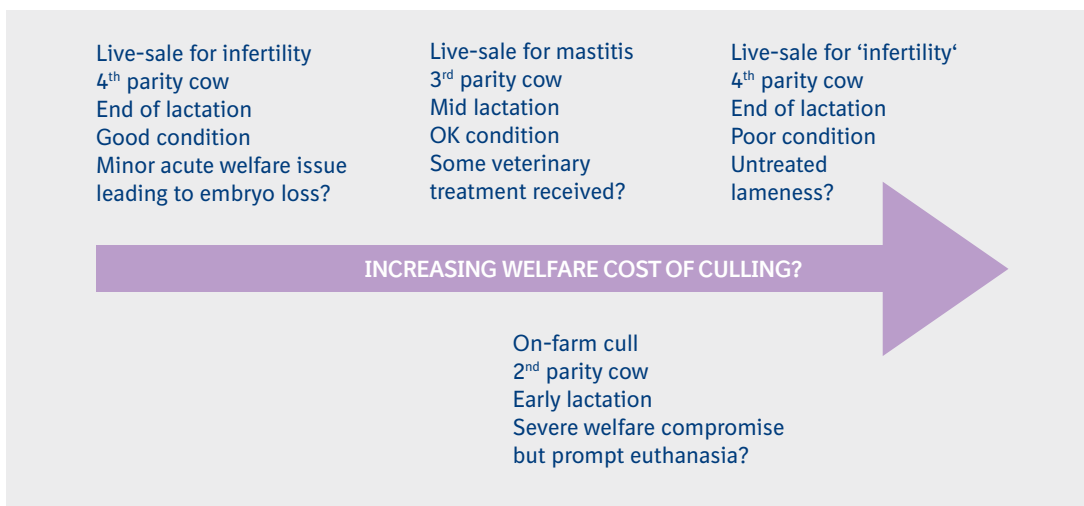 Live-sale for infertility
4th parity cow
End of lactation
Good condition
Minor acute welfare issue
leading to embryo loss?
Live-sale for mastitis
3rd parity cow
Mid lactation
OK condition
Some veterinary
treatment received?
Live-sale for ‘infertility‘
4th parity cow
End of lactation
Poor condition
Untreated
lameness?
INCREASING WELFARE COST OF CULLING?
On-farm cull
2nd parity cow
Early lactation
Severe welfare compromise
but prompt euthanasia?